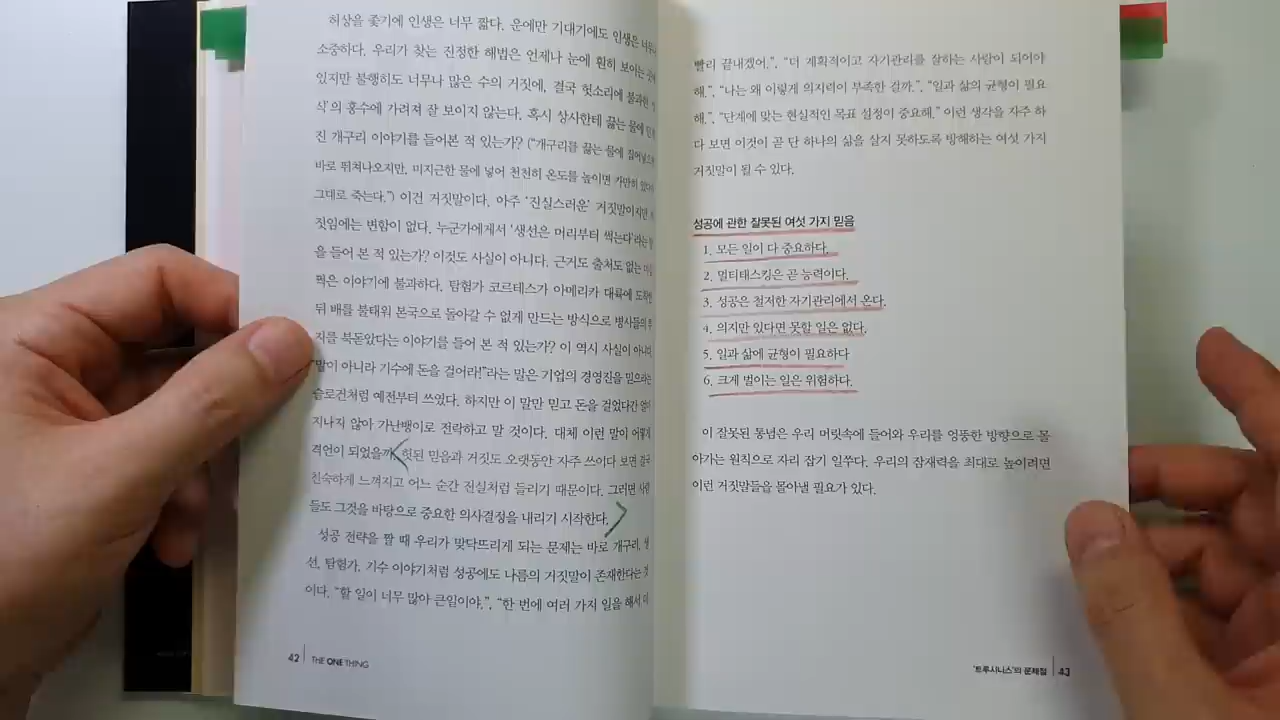 허상을 좇기에 인생은 너무 짧다. 운에만 기대기에도 인생은 너무나
소중하다. 우리가 찾는 진정한 해법은 언제나 눈에 훤히 보이는 곳에
있지만 불행히도 너무나 많은 수의 거짓에, 결국 헛소리에 불과한
식'의 홍수에 가려져 잘 보이지 않는다. 혹시 상사한테 끓는 물에
진 개구리 이야기를 들어본 적 있는가? ("개구리를 끓는 물에 집어넣으면
바로 뛰쳐나오지만, 미지근한 물에 넣어 천천히 온도를 높이면 가만히 있다가
그대로 죽는다.") 이건 거짓말이다. 아주 '진실스러운' 거짓말이지만
짓임에는 변함이 없다. 누군가에게서 '생선은 머리부터 썩는다'라는 말
을 들어 본 적 있는가? 이것도 사실이 아니다. 근거도 출처도 없는
픽은 이야기에 불과하다. 탐험가 코르테스가 아메리카 대륙에 도착한
뒤 배를 불태워 본국으로 돌아갈 수 없게 만드는 방식으로 병사들의 투
지를 북돋았다는 이야기를 들어 본 적 있는가? 이 역시 사실이 아니다.
"말이 아니라 기수에 돈을 걸어라!"라는 말은 기업의 경영진을 믿으라는
슬로건처럼 예전부터 쓰였다. 하지만 이 말만 믿고 돈을 걸었다간 얼마
지나지 않아 가난뱅이로 전락하고 말 것이다. 대체 이런 말이 어떻게
격언이 되었을까? 헛된 믿음과 거짓도 오랫동안 자주 쓰이다 보면 결국
친숙하게 느껴지고 어느 순간 진실처럼 들리기 때문이다. 그러면 사람
들도 그것을 바탕으로 중요한 의사결정을 내리기 시작한다.
성공 전략을 짤 때 우리가 맞닥뜨리게 되는 문제는 바로 개구리, 생
선, 탐험가, 기수 이야기처럼 성공에도 나름의 거짓말이 존재한다는 것
이다. "할 일이 너무 많아 큰일이야.", "한 번에 여러 가지 일을 해서 더
42 THE ONE THING
빨리 끝내겠어.", "더 계획적이고 자기관리를 잘하는 사람이 되어야
해.", "나는 왜 이렇게 의지력이 부족한 걸까.", "일과 삶의 균형이 필요
해.", "단계에 맞는 현실적인 목표 설정이 중요해." 이런 생각을 자주 하
다 보면 이것이 곧 단 하나의 삶을 살지 못하도록 방해하는 여섯 가지
거짓말이 될 수 있다.
성공에 관한 잘못된 여섯 가지 믿음
1. 모든 일이 다 중요하다.
2. 멀티태스킹은 곧 능력이다.
3. 성공은 철저한 자기관리에서 온다.
4. 의지만 있다면 못할 일은 없다.
5. 일과 삶에 균형이 필요하다
6. 크게 벌이는 일은 위험하다.
이 잘못된 통념은 우리 머릿속에 들어와 우리를 엉뚱한 방향으로 몰
아가는 원칙으로 자리 잡기 일쑤다. 우리의 잠재력을 최대로 높이려면
이런 거짓말들을 몰아낼 필요가 있다.
'트루시니스'의 문제점 43